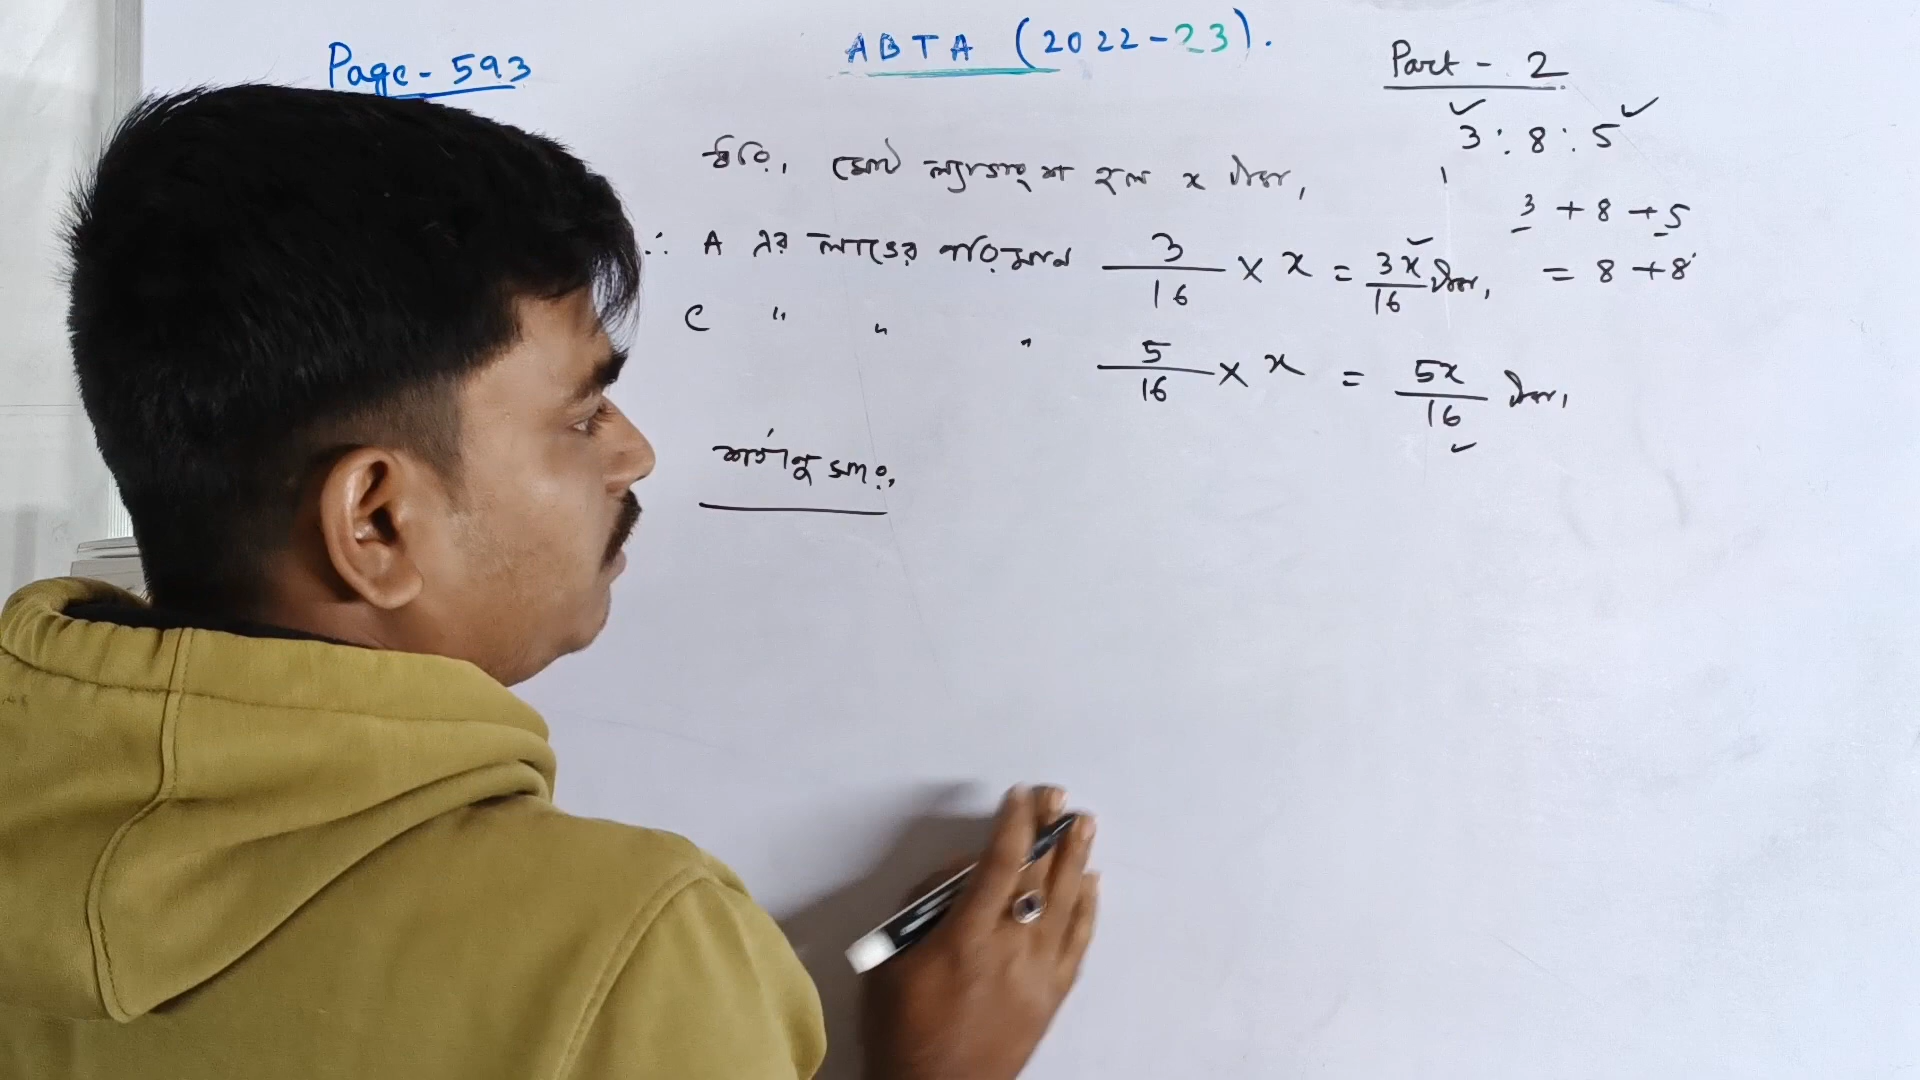 Page - 593
ABTA (2022-23).
Part - 2
3 : 8 : 5
ধরি, মোট লভ্যাংশ হল x টাকা,
3 + 8 + 5
= 8 + 8
∴ A এর লাভের পরিমান 3/16 × x = 3x/16 টাকা,
C " " " 5/16 × x = 5x/16 টাকা,
শর্তানুসারে,